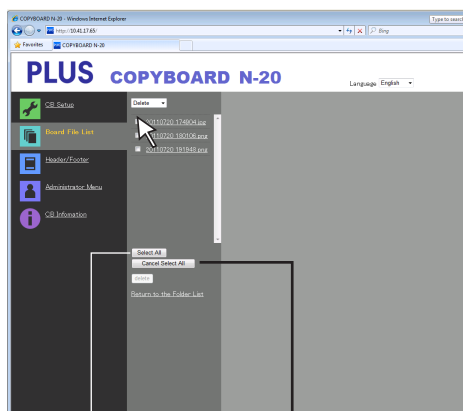 COPYBOARD N-20 - Windows Internet Explorer
Type to search
http://10.41.17.65/
Bing
Favorites
COPYBOARD N-20
PLUS COPYBOARD N-20
Language English
CB Setup
Delete
20110720 174804.jpg
Board File List
20110720 180106.png
20110720 191948.png
Header/Footer
Administrator Menu
CB Infomation
Select All
Cancel Select All
delete
Return to the Folder List